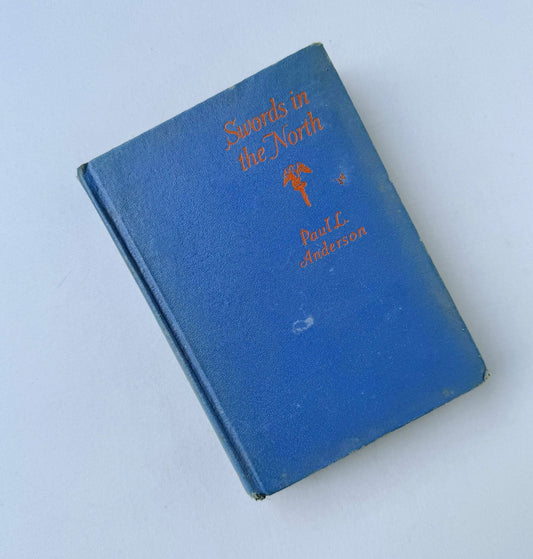 Swords in
the North
Paul L.
Anderson